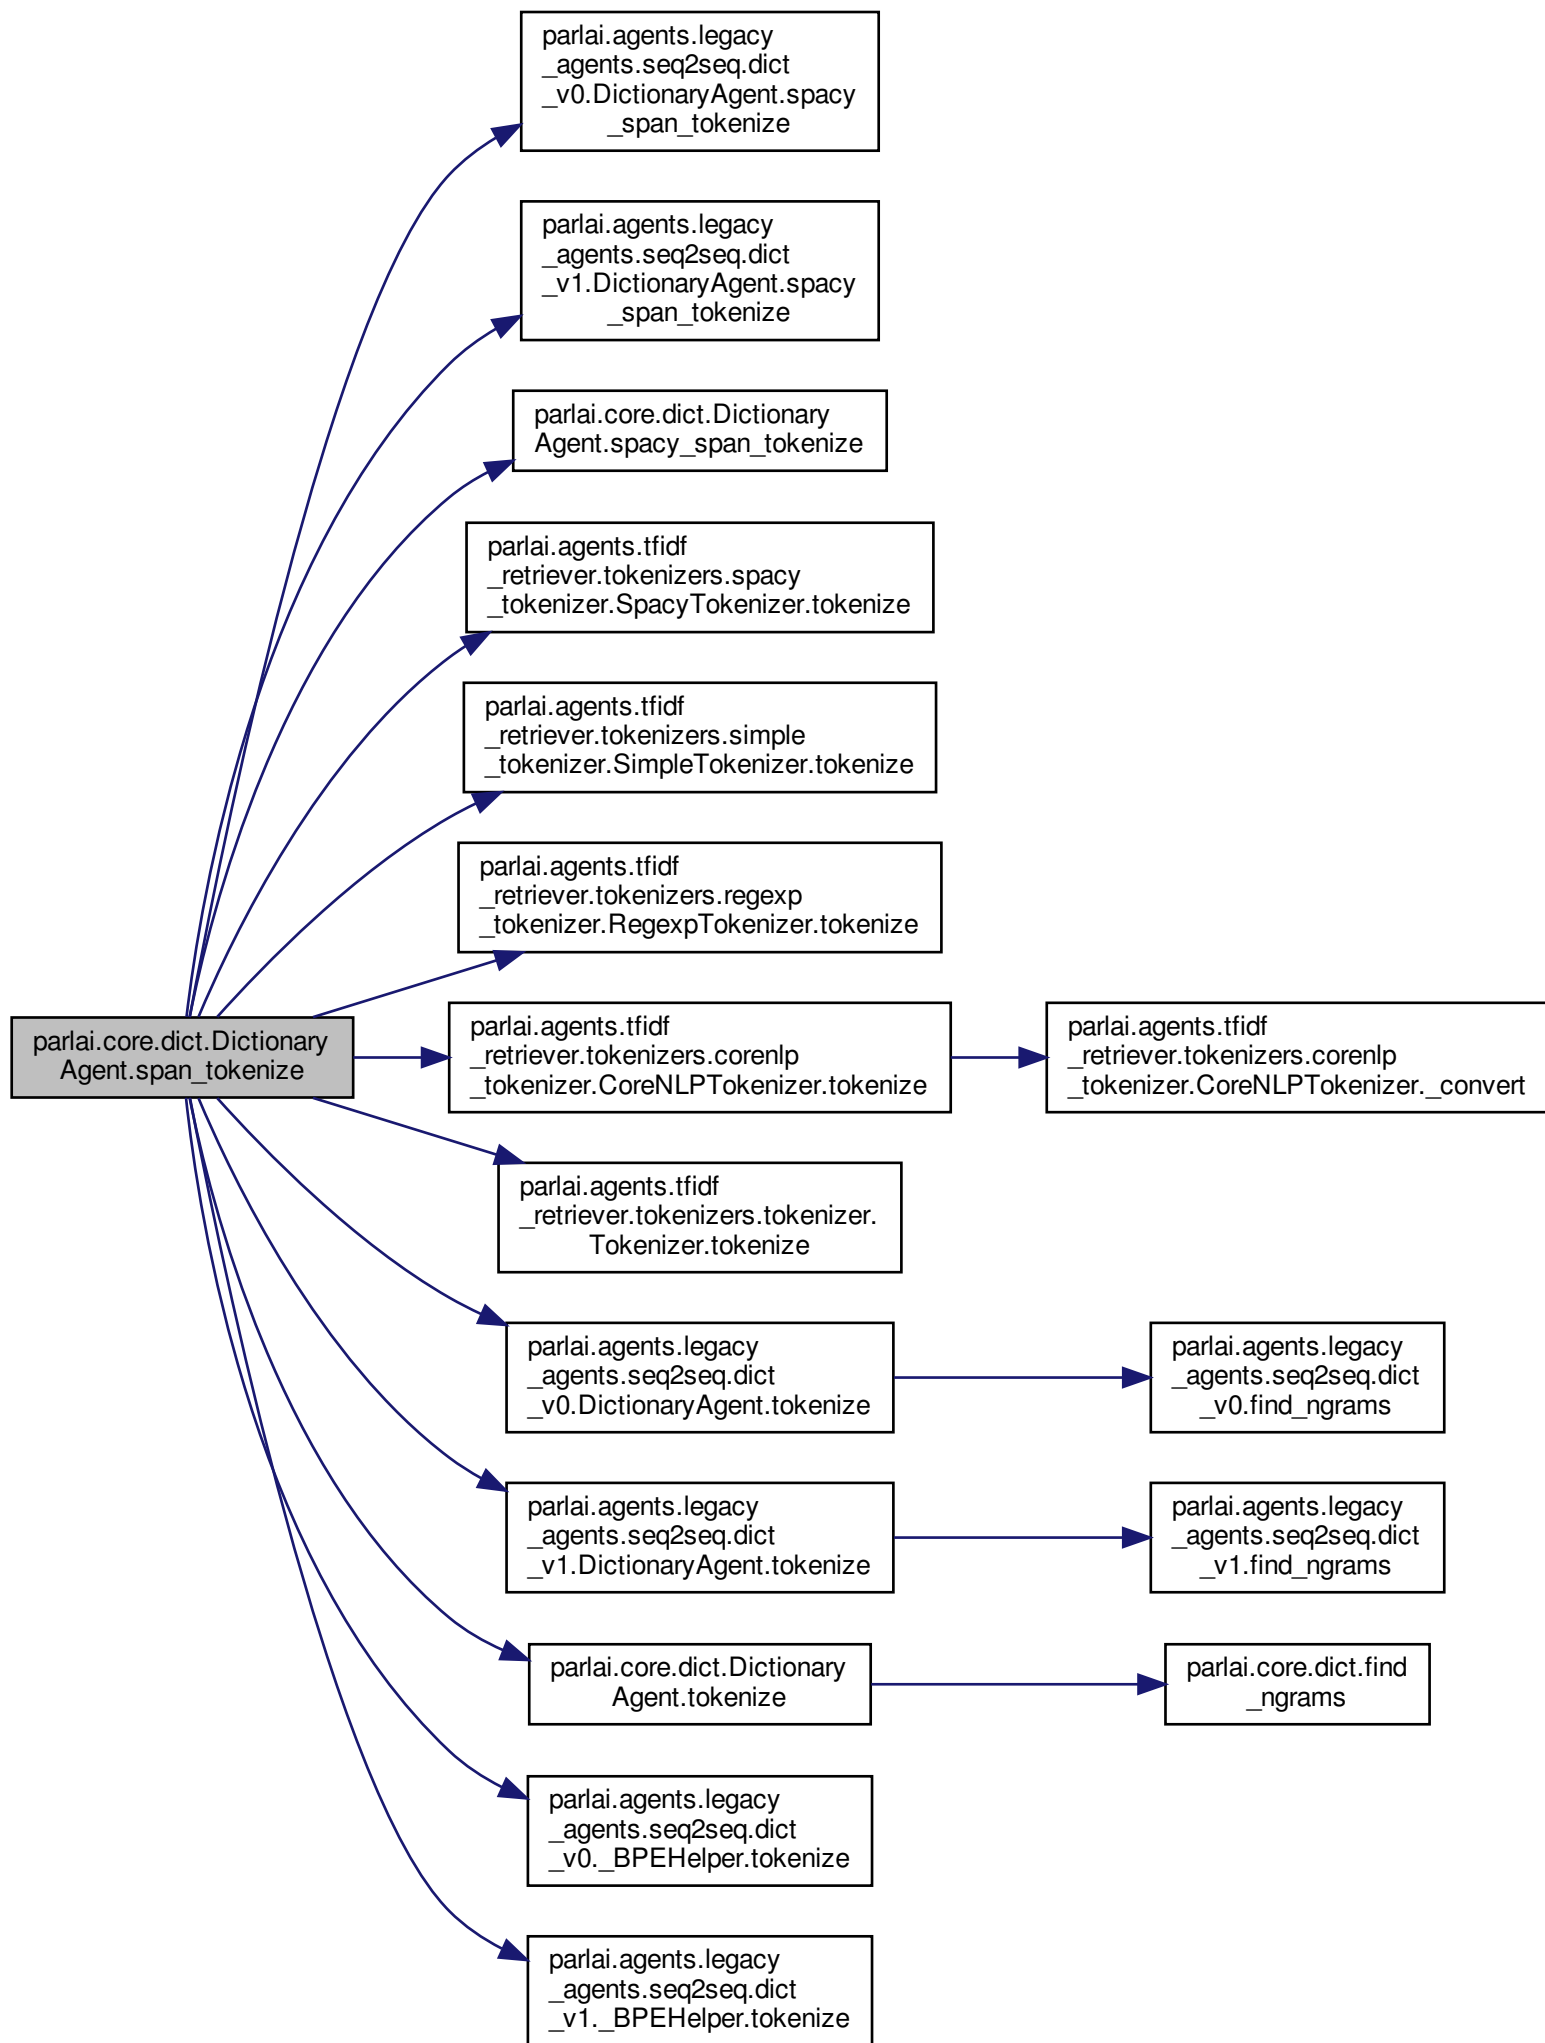 parlai.agents.legacy
_agents.seq2seq.dict
_v0.DictionaryAgent.spacy
_span_tokenize
parlai.agents.legacy
_agents.seq2seq.dict
_v1.DictionaryAgent.spacy
_span_tokenize
parlai.core.dict.Dictionary
Agent.spacy_span_tokenize
parlai.agents.tfidf
_retriever.tokenizers.spacy
_tokenizer.SpacyTokenizer.tokenize
parlai.agents.tfidf
_retriever.tokenizers.simple
_tokenizer.SimpleTokenizer.tokenize
parlai.agents.tfidf
_retriever.tokenizers.regexp
_tokenizer.RegexpTokenizer.tokenize
parlai.core.dict.Dictionary
Agent.span_tokenize
parlai.agents.tfidf
_retriever.tokenizers.corenlp
_tokenizer.CoreNLPTokenizer.tokenize
parlai.agents.tfidf
_retriever.tokenizers.corenlp
_tokenizer.CoreNLPTokenizer._convert
parlai.agents.tfidf
_retriever.tokenizers.tokenizer.
Tokenizer.tokenize
parlai.agents.legacy
_agents.seq2seq.dict
_v0.DictionaryAgent.tokenize
parlai.agents.legacy
_agents.seq2seq.dict
_v0.find_ngrams
parlai.agents.legacy
_agents.seq2seq.dict
_v1.DictionaryAgent.tokenize
parlai.agents.legacy
_agents.seq2seq.dict
_v1.find_ngrams
parlai.core.dict.Dictionary
Agent.tokenize
parlai.core.dict.find
_ngrams
parlai.agents.legacy
_agents.seq2seq.dict
_v0._BPEHelper.tokenize
parlai.agents.legacy
_agents.seq2seq.dict
_v1._BPEHelper.tokenize